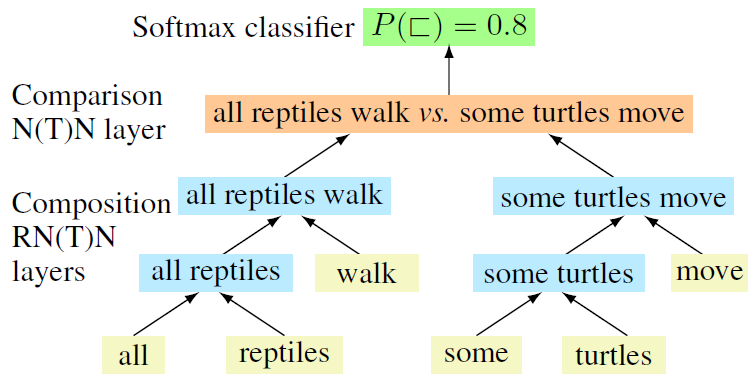 Softmax classifier P(⊏) = 0.8
Comparison
N(T)N layer
all reptiles walk vs. some turtles move
Composition
RN(T)N
layers
all reptiles walk
some turtles move
all reptiles
walk
some turtles
move
all
reptiles
some
turtles